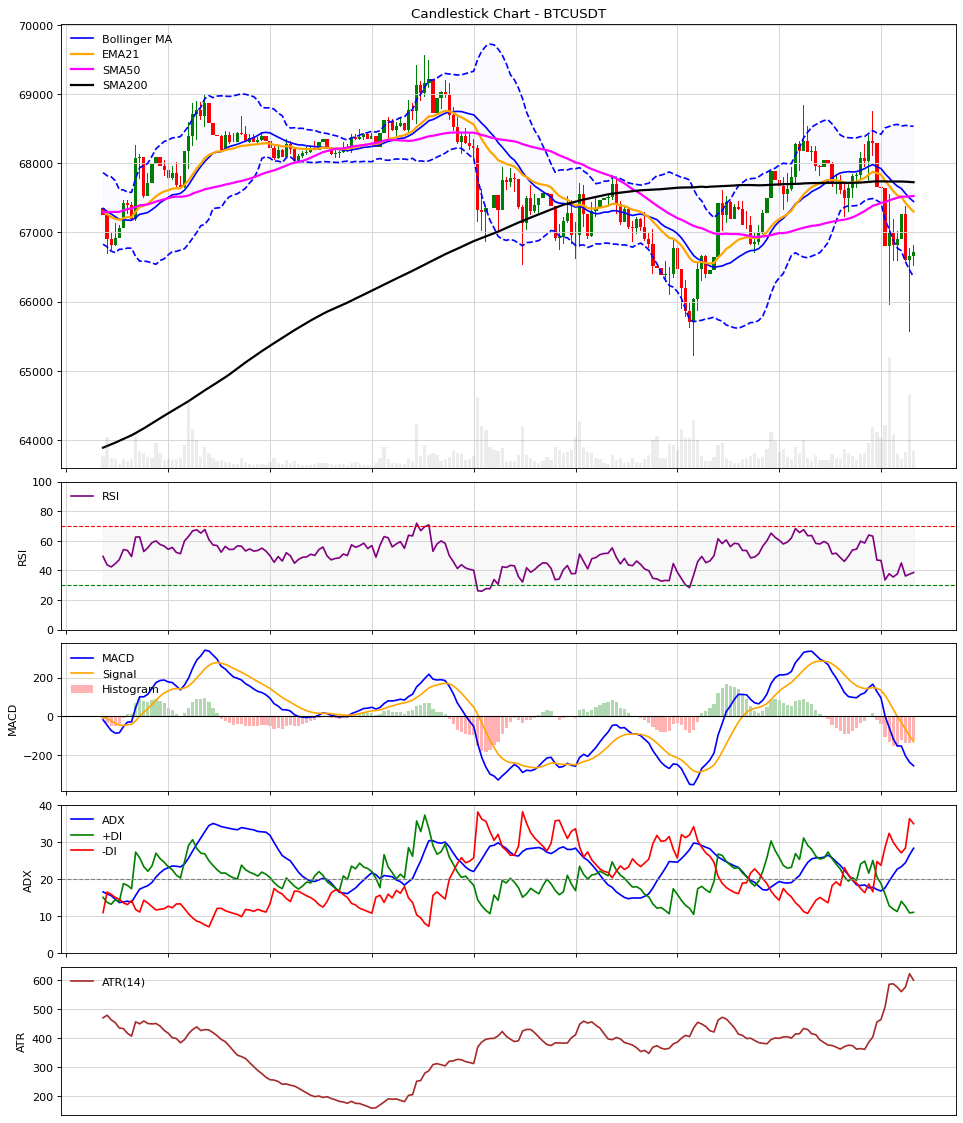 Candlestick Chart - BTCUSDT
70000
69000
68000
67000
66000
65000
64000
Bollinger MA
EMA21
SMA50
SMA200
100
80
60
40
20
0
RSI
RSI
200
0
−200
MACD
MACD
Signal
Histogram
40
30
20
10
0
ADX
ADX
+DI
-DI
600
500
400
300
200
ATR
ATR(14)